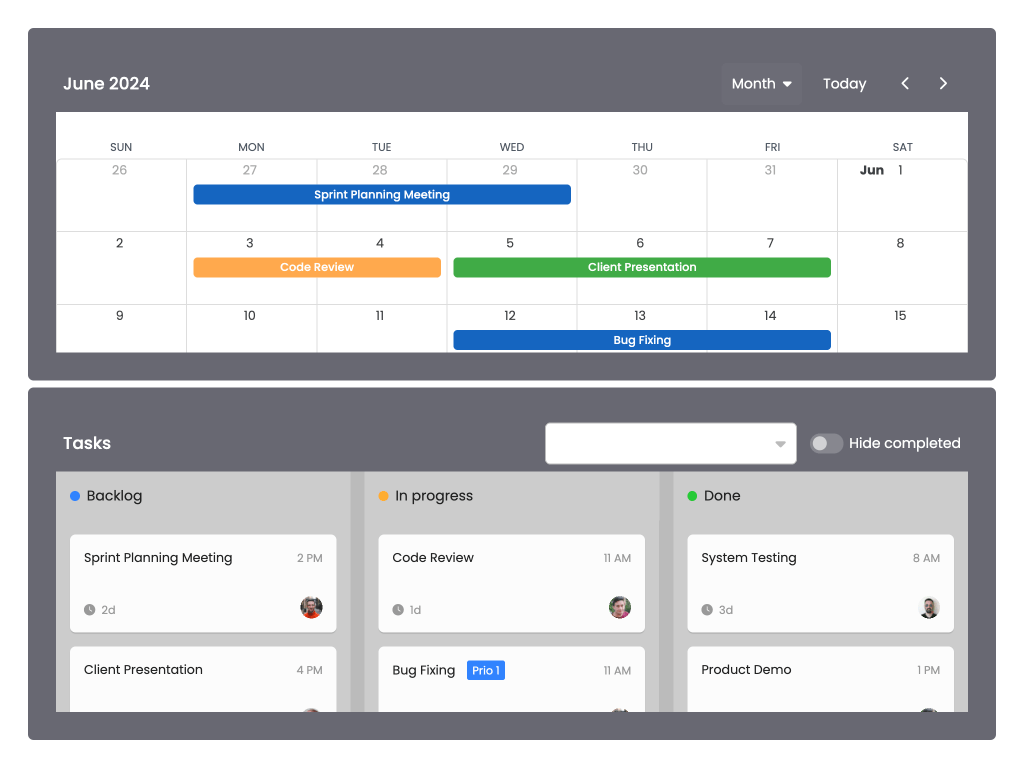 June 2024
Month
Today
SUN MON TUE WED THU FRI SAT
26 27 28 29 30 31 Jun 1
Sprint Planning Meeting
2 3 4 5 6 7 8
Code Review Client Presentation
9 10 11 12 13 14 15
Bug Fixing
Tasks
Hide completed
Backlog
Sprint Planning Meeting 2 PM
2d
Client Presentation 4 PM
In progress
Code Review 11 AM
1d
Bug Fixing Prio 1 11 AM
Done
System Testing 8 AM
3d
Product Demo 1 PM